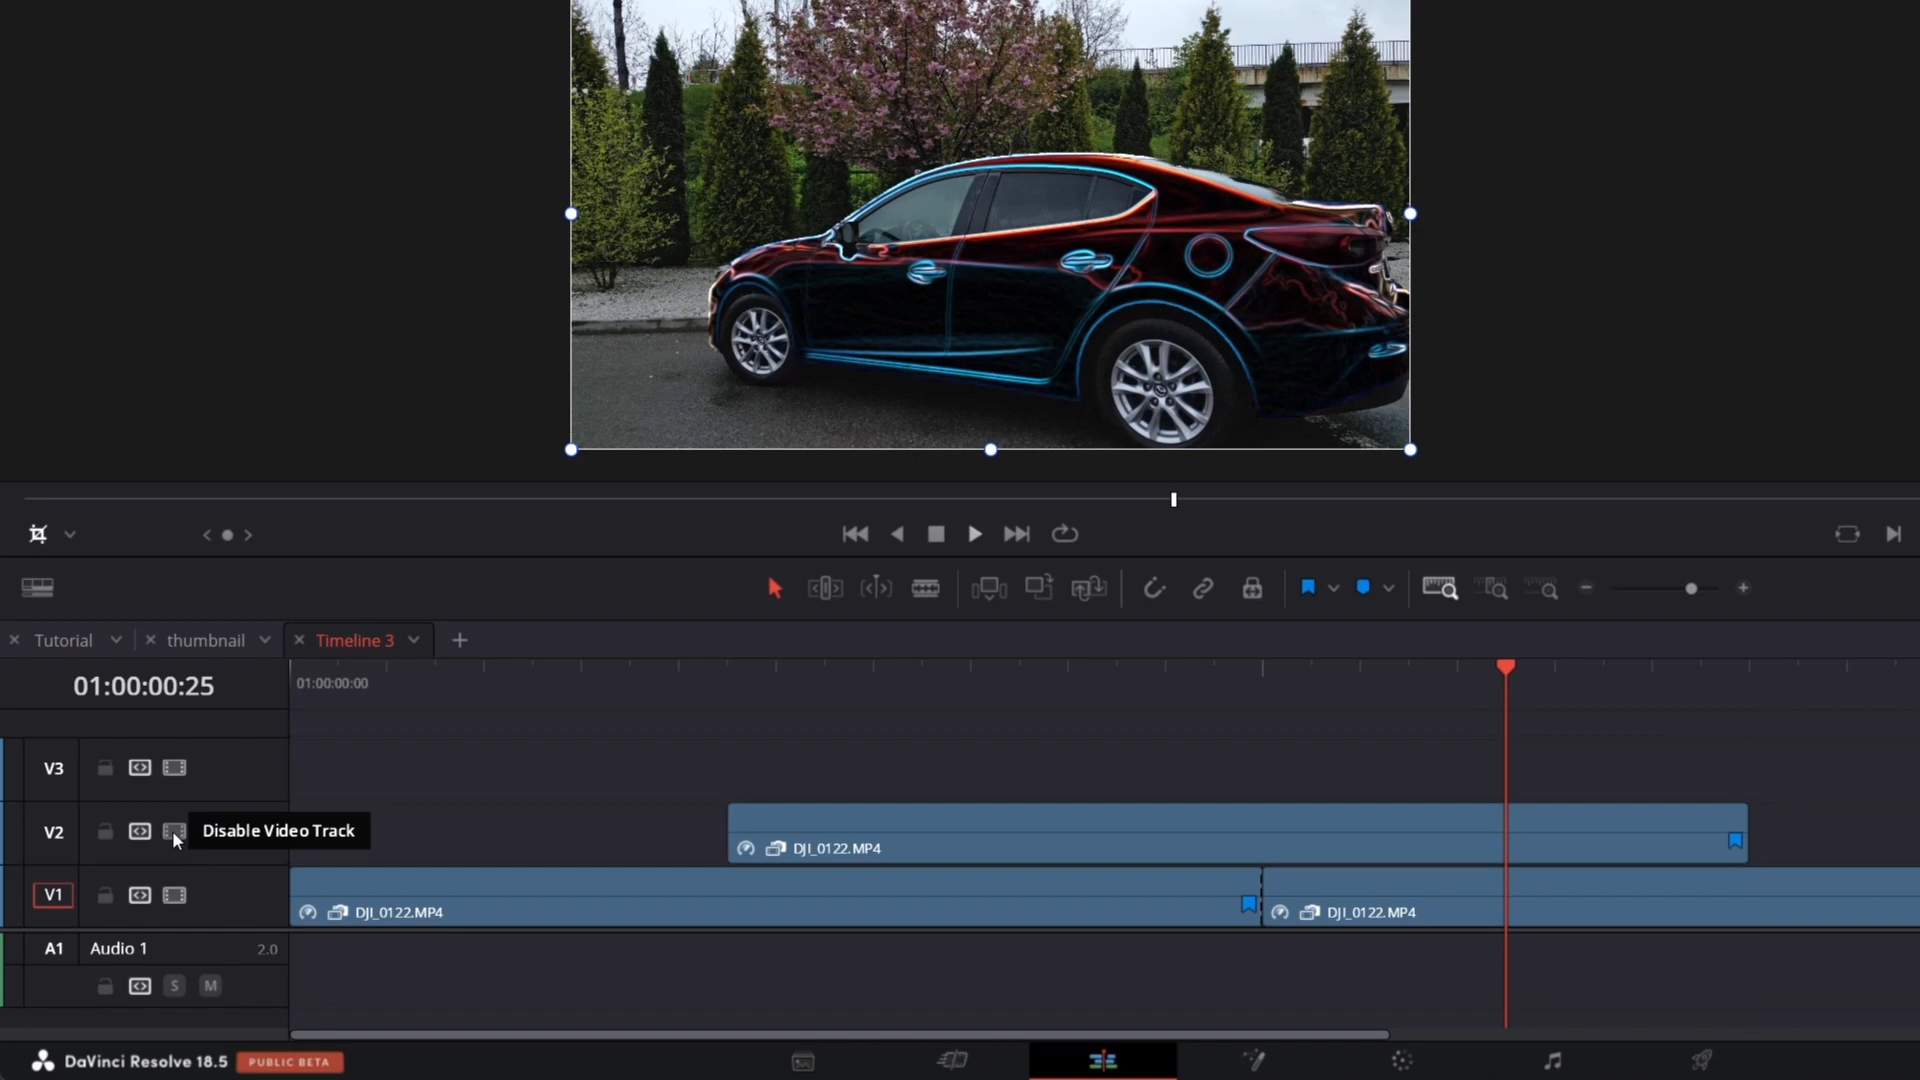 Tutorial
thumbnail
Timeline 3
01:00:00:25
01:00:00:00
V3
V2
Disable Video Track
DJI_0122.MP4
V1
DJI_0122.MP4
DJI_0122.MP4
A1 Audio 1 2.0
S M
DaVinci Resolve 18.5 PUBLIC BETA